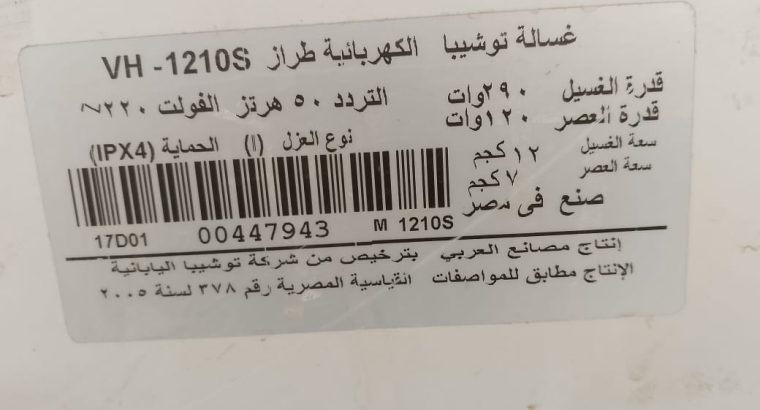 غسالة توشيبا الكهربائية طراز VH -1210S
قدرة الغسيل ٢٩٠وات التردد ٥٠ هرتز الفولت ٢٢٠~
قدرة العصر ١٢٠وات
نوع العزل (I) الحماية (IPX4)
سعة الغسيل ١٢ كجم
سعة العصر ٧ كجم
صنع في مصر
17D01 00447943 M 1210S
إنتاج مصانع العربي بترخيص من شركة توشيبا اليابانية
الإنتاج مطابق للمواصفات القياسية المصرية رقم ٣٧٨ لسنة ٢٠٠٥